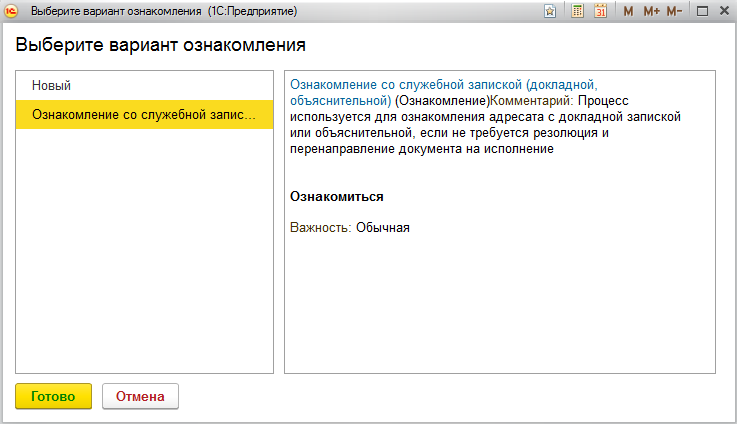 1С Выберите вариант ознакомления (1С:Предприятие) 31 M M+ M-
Выберите вариант ознакомления
Новый
Ознакомление со служебной запис...
Ознакомление со служебной запиской (докладной,
объяснительной) (Ознакомление)Комментарий: Процесс
используется для ознакомления адресата с докладной запиской
или объяснительной, если не требуется резолюция и
перенаправление документа на исполнение
Ознакомиться
Важность: Обычная
Готово Отмена